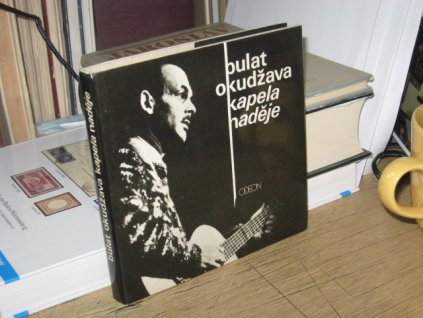 bulat
okudžava
kapela
naděje
ODEON
bulat okudžava kapela naděje